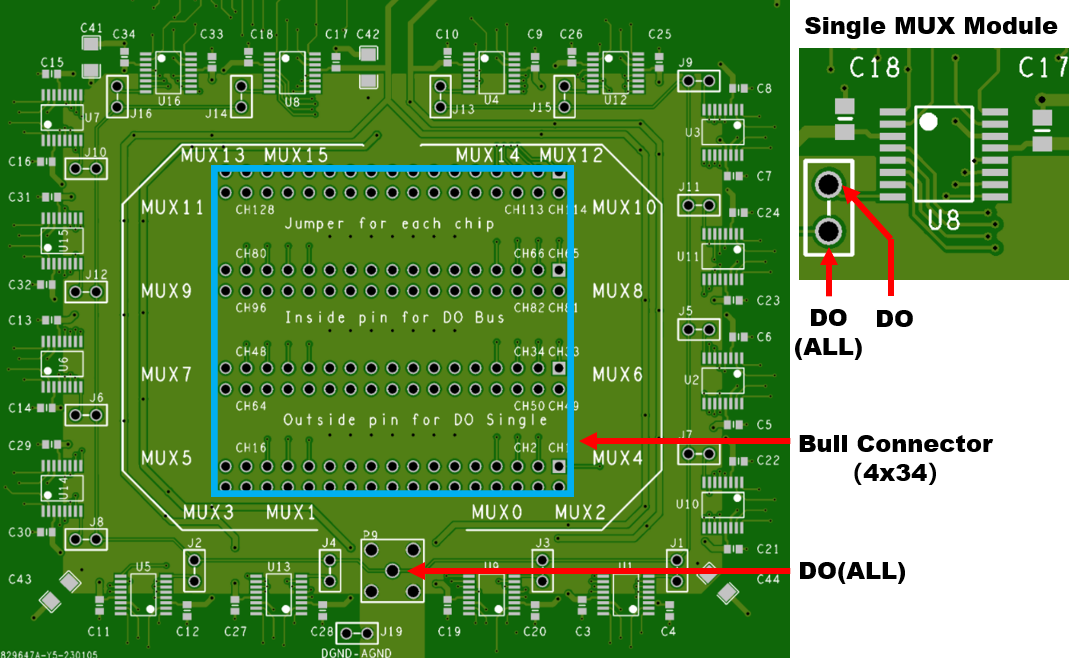 Single MUX Module
C41
C34
C33
C18
C17
C42
C10
C9
C26
C25
C15
J9
C8
U16
U8
U4
U12
J16
J14
J13
J15
U7
U3
C16
J10
MUX13
MUX15
MUX14
MUX12
C7
C31
J11
MUX11
CH128
CH113
CH114
MUX10
C24
Jumper for each chip
U15
U11
CH80
CH66
CH65
C32
J12
MUX9
MUX8
C23
CH96
CH82
CH81
C13
Inside pin for DO Bus
J5
C6
U6
CH48
CH34
CH33
MUX7
MUX6
U2
C14
J6
CH64
CH50
CH49
Outside pin for DO Single
C5
C29
J7
CH16
CH2
CH1
MUX5
MUX4
C22
U14
U10
MUX3
MUX1
MUX0
MUX2
C30
J8
P9
J2
J4
J3
J1
C21
C43
U5
U13
U9
U1
C44
C11
C12
C27
C28
J19
C19
C20
C3
C4
DGND-AGND
829647A-Y5-230105
C18
C17
U8
DO
(ALL)
DO
Bull Connector
(4x34)
DO(ALL)